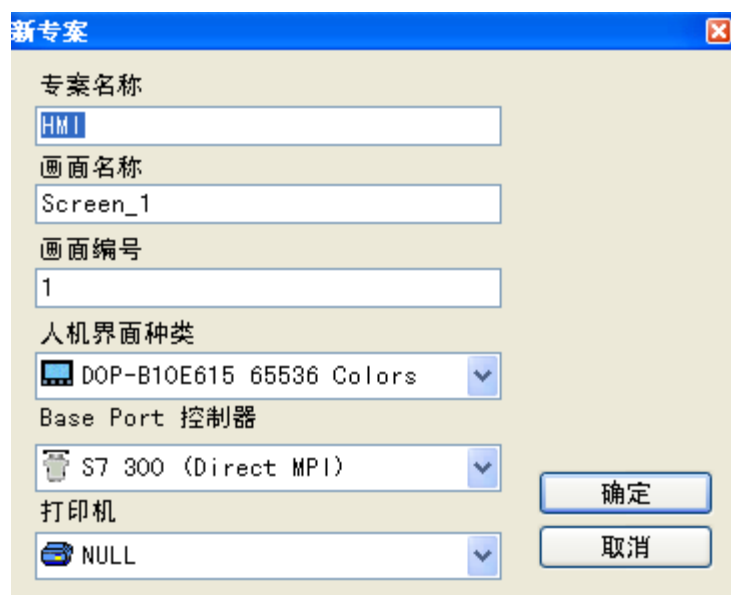 新专案
专案名称
HMI
画面名称
Screen_1
画面编号
1
人机界面种类
DOP-B10E615 65536 Colors
Base Port 控制器
S7 300 (Direct MPI)
打印机
NULL
确定
取消